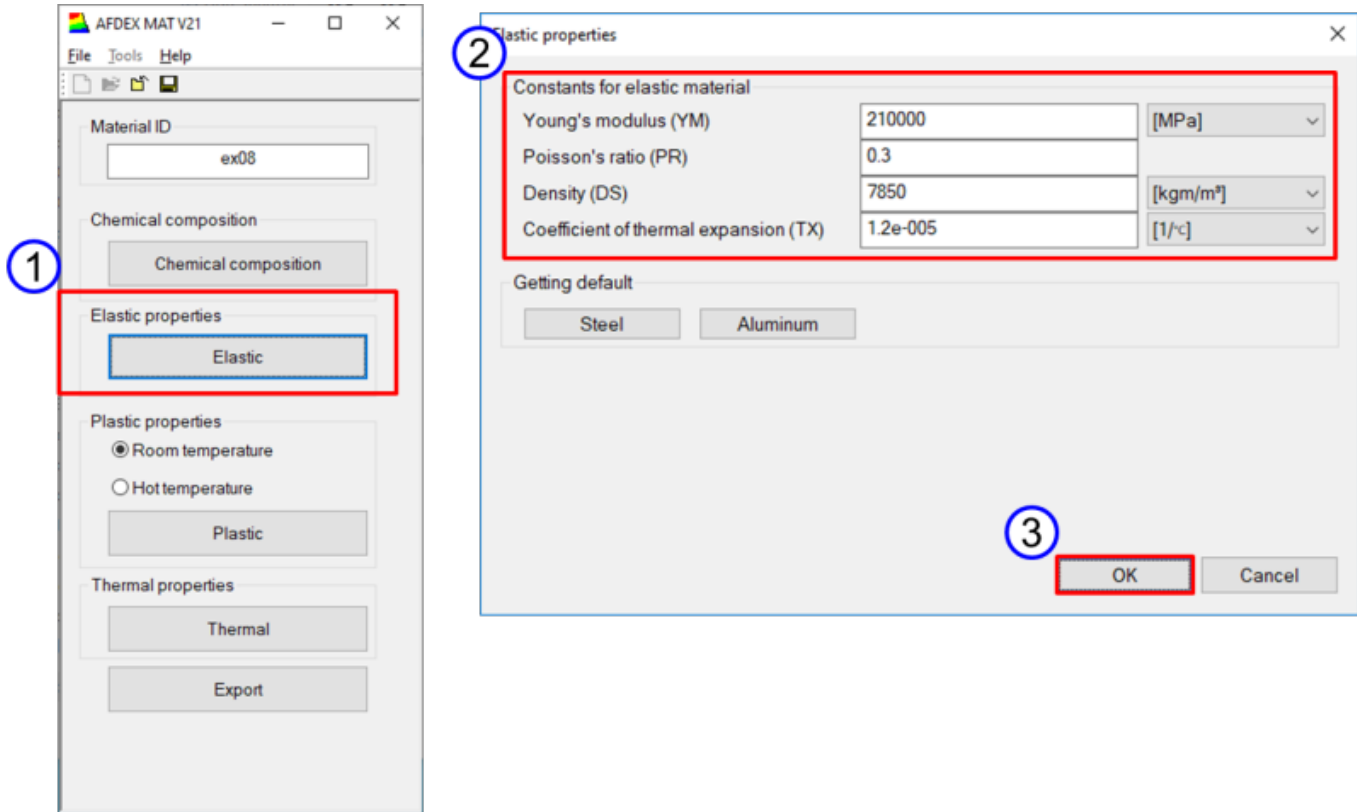 AFDEX MAT V21
File Tools Help
Material ID
ex08
Chemical composition
Chemical composition
1
Elastic properties
Elastic
Plastic properties
Room temperature
Hot temperature
Plastic
Thermal properties
Thermal
Export
2
Elastic properties
Constants for elastic material
Young's modulus (YM) 210000 [MPa]
Poisson's ratio (PR) 0.3
Density (DS) 7850 [kgm/m³]
Coefficient of thermal expansion (TX) 1.2e-005 [1/℃]
Getting default
Steel Aluminum
3
OK Cancel